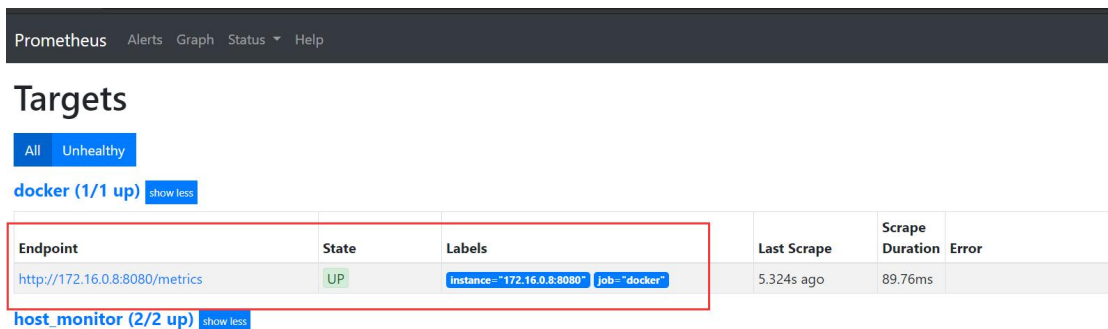 Prometheus Alerts Graph Status Help
Targets
All Unhealthy
docker (1/1 up) show less
Endpoint State Labels Last Scrape Scrape Duration Error
http://172.16.0.8:8080/metrics UP instance="172.16.0.8:8080" job="docker" 5.324s ago 89.76ms
host_monitor (2/2 up) show less